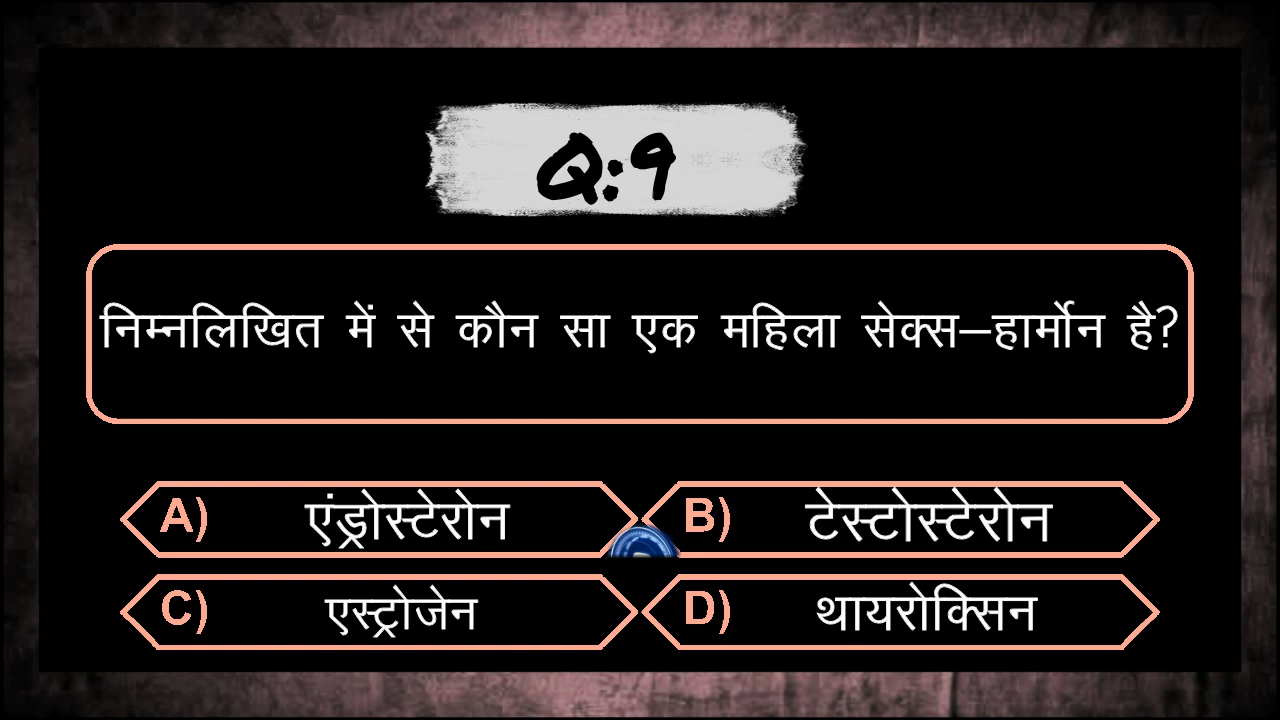 Q:9
निम्नलिखित में से कौन सा एक महिला सेक्स–हार्मोन है?
A) एंड्रोस्टेरोन
B) टेस्टोस्टेरोन
C) एस्ट्रोजेन
D) थायरोक्सिन